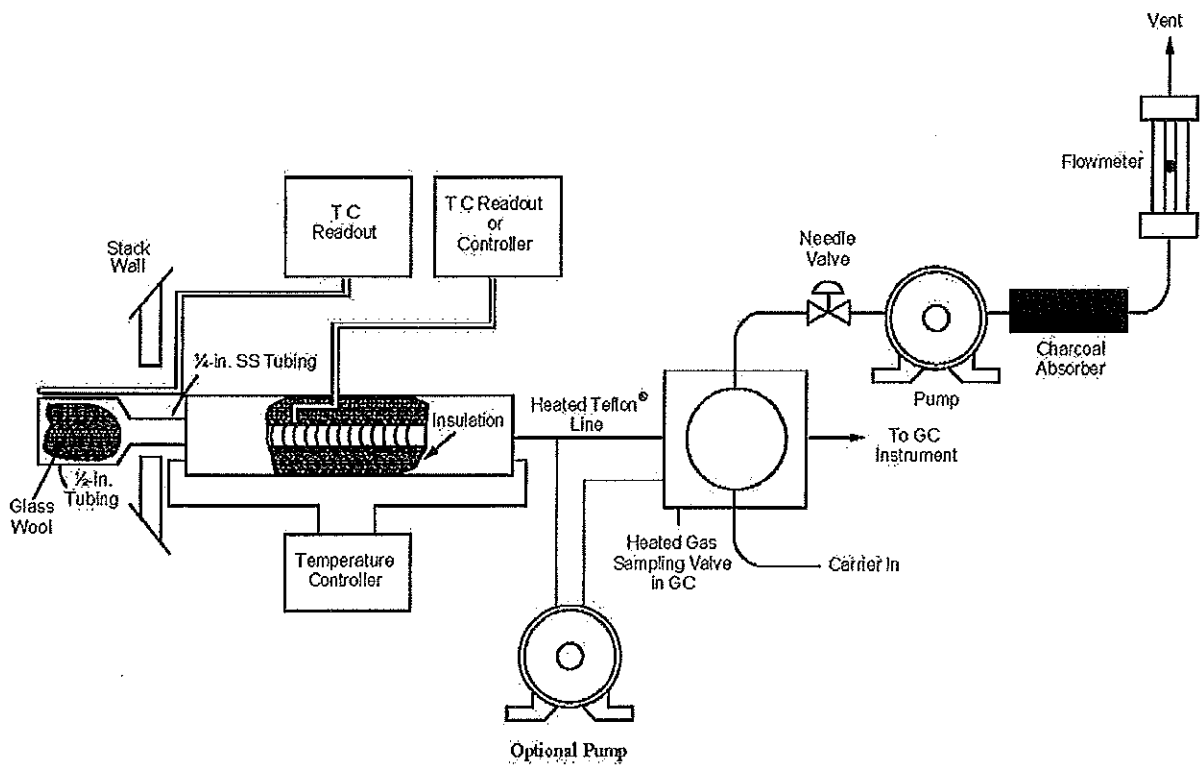 Vent
Flowmeter
T C
Readout
T C Readout
or
Controller
Needle
Valve
Stack
Wall
¼-in. SS Tubing
Charcoal
Absorber
Pump
Heated Teflon®
Line
Insulation
To GC
Instrument
½-in.
Tubing
Glass
Wool
Temperature
Controller
Heated Gas
Sampling Valve
in GC
Carrier In
Optional Pump